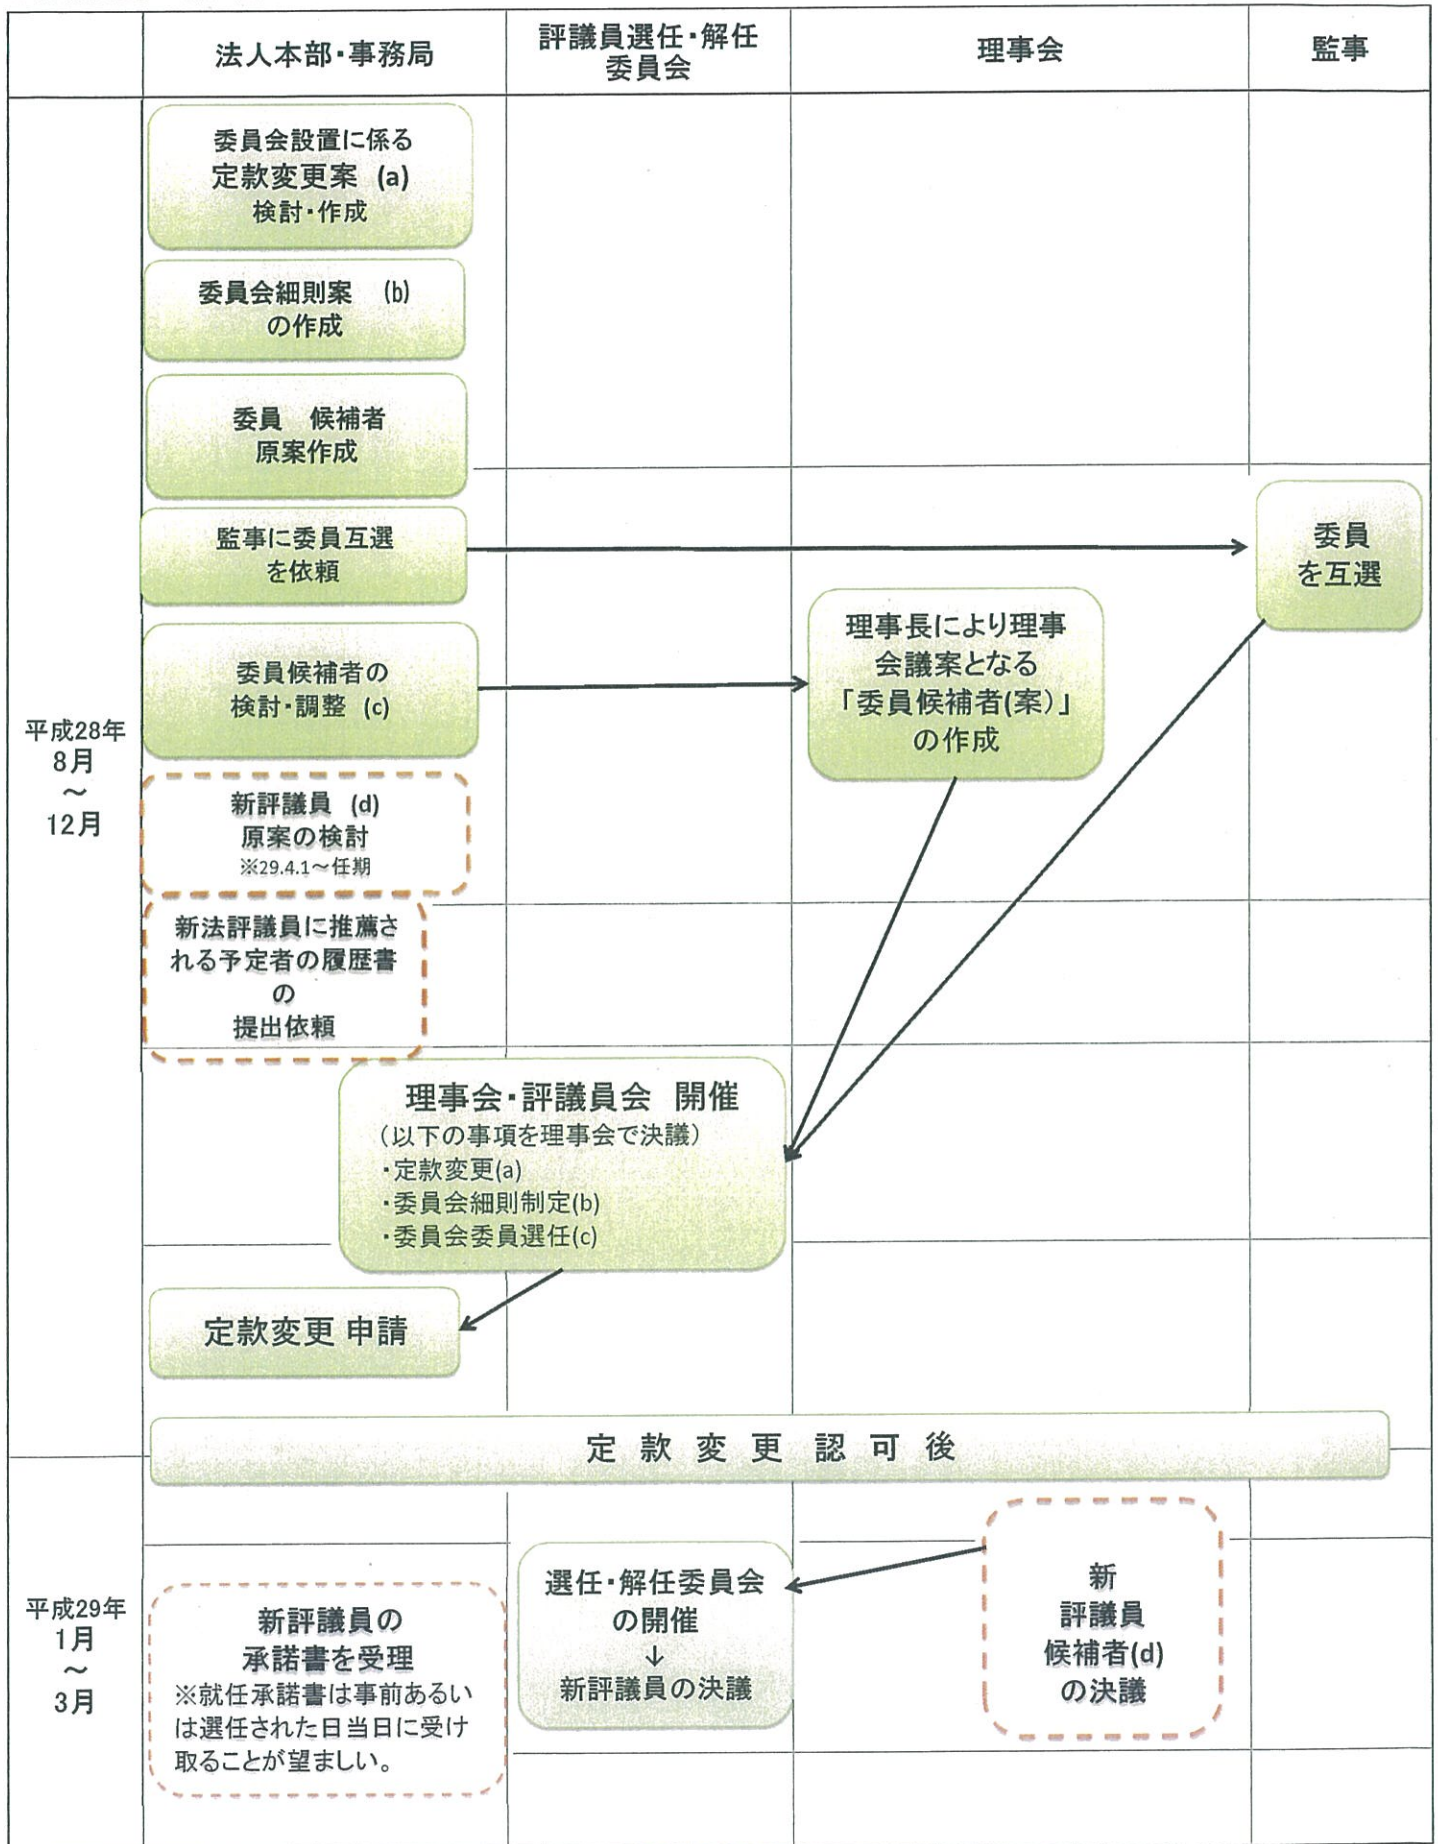 法人本部・事務局
評議員選任・解任
委員会
理事会
監事
平成28年
8月
～
12月
委員会設置に係る
定款変更案 (a)
検討・作成
委員会細則案 (b)
の作成
委員 候補者
原案作成
監事に委員互選
を依頼
委員
を互選
委員候補者の
検討・調整 (c)
理事長により理事
会議案となる
「委員候補者(案)」
の作成
新評議員 (d)
原案の検討
※29.4.1～任期
新法評議員に推薦さ
れる予定者の履歴書
の
提出依頼
理事会・評議員会 開催
(以下の事項を理事会で決議)
・定款変更(a)
・委員会細則制定(b)
・委員会委員選任(c)
定款変更 申請
定 款 変 更 認 可 後
平成29年
1月
～
3月
新評議員の
承諾書を受理
※就任承諾書は事前あるい
は選任された日当日に受け
取ることが望ましい。
選任・解任委員会
の開催
↓
新評議員の決議
新
評議員
候補者(d)
の決議